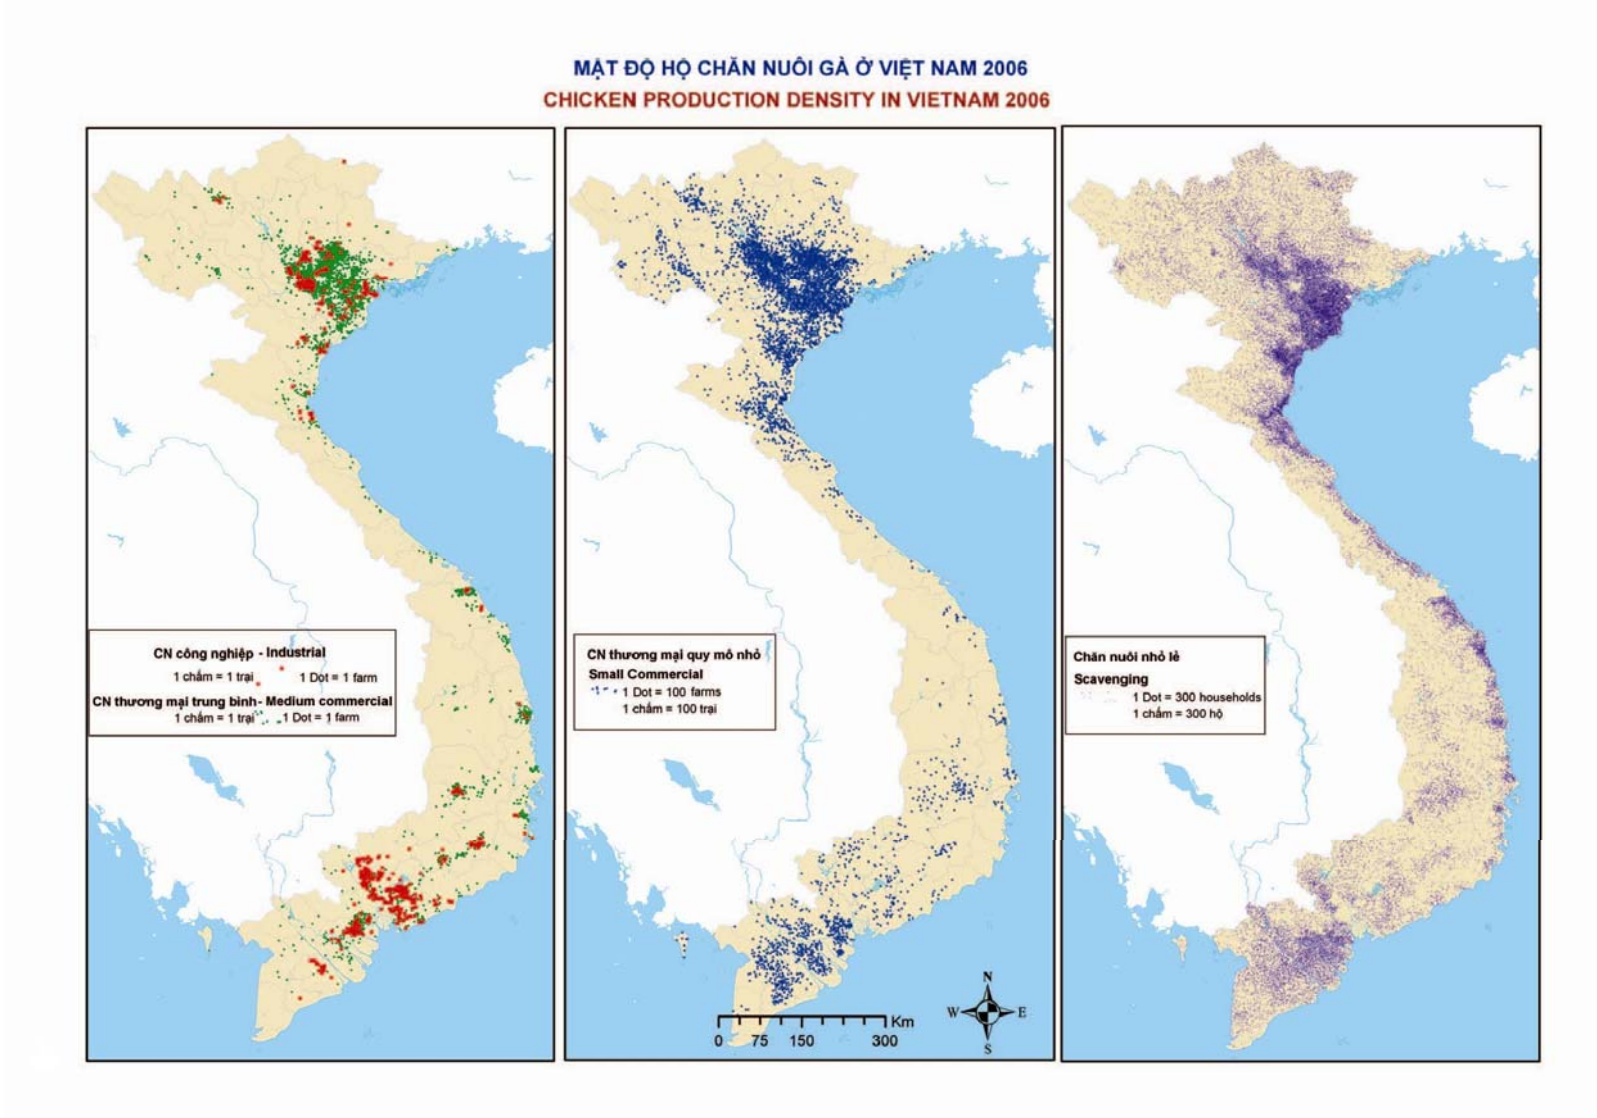 MẬT ĐỘ HỘ CHĂN NUÔI GÀ Ở VIỆT NAM 2006
CHICKEN PRODUCTION DENSITY IN VIETNAM 2006
CN công nghiệp - Industrial
1 chấm = 1 trại 1 Dot = 1 farm
CN thương mại trung bình- Medium commercial
1 chấm = 1 trại 1 Dot = 1 farm
CN thương mại quy mô nhỏ
Small Commercial
1 Dot = 100 farms
1 chấm = 100 trại
Chăn nuôi nhỏ lẻ
Scavenging
1 Dot = 300 households
1 chấm = 300 hộ
N
W E
S
Km
0 75 150 300